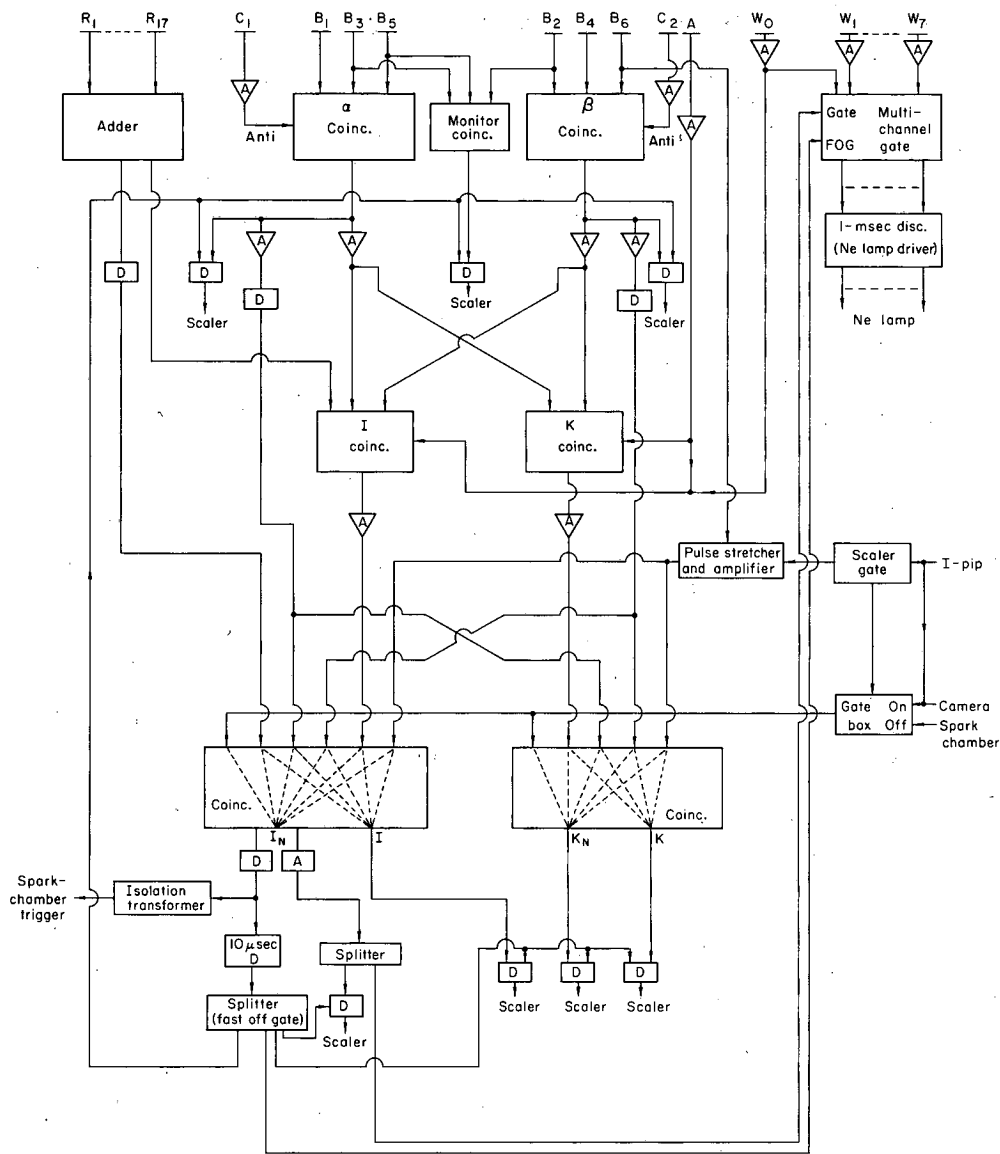 R1 R17 C1 B1 B3 B5 B2 B4 B6 C2 A W0 W1 W7
A A A
A
Adder
α
Coinc.
Anti
Monitor
coinc.
β
Coinc.
Anti
A
Gate Multi-
channel
FOG gate
A A A A
D D D D
D D
Scaler Scaler Scaler
1-msec disc.
(Ne lamp driver)
Ne lamp
I
coinc.
K
coinc.
A A
Pulse stretcher
and amplifier
Scaler
gate
I-pip
Gate On
box Off
Camera
Spark
chamber
Coinc.
IN I
Coinc.
KN K
D A
Spark-
chamber
trigger
Isolation
transformer
10 μsec
D
Splitter
D D D
Scaler Scaler Scaler
Splitter
(fast off gate)
D
Scaler